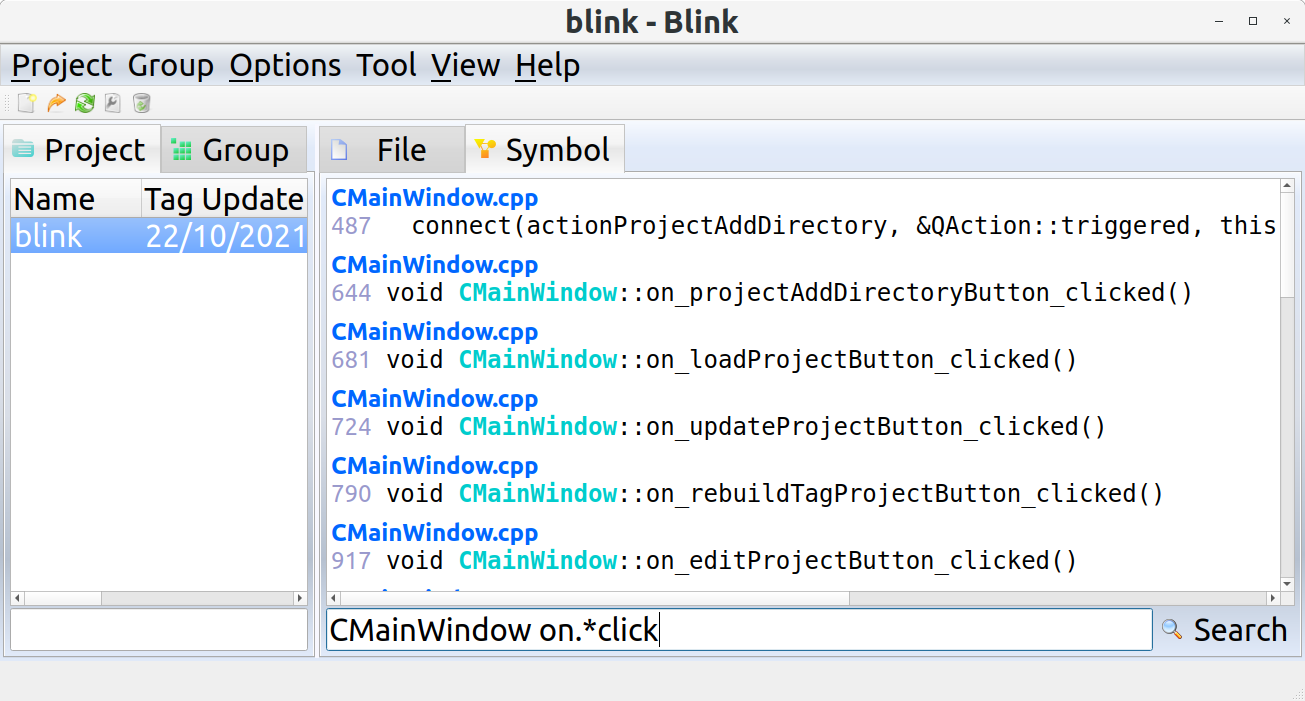 blink - Blink
Project Group Options Tool View Help
Project Group
File Symbol
Name Tag Update
blink 22/10/2021
CMainWindow.cpp
487 connect(actionProjectAddDirectory, &QAction::triggered, this
CMainWindow.cpp
644 void CMainWindow::on_projectAddDirectoryButton_clicked()
CMainWindow.cpp
681 void CMainWindow::on_loadProjectButton_clicked()
CMainWindow.cpp
724 void CMainWindow::on_updateProjectButton_clicked()
CMainWindow.cpp
790 void CMainWindow::on_rebuildTagProjectButton_clicked()
CMainWindow.cpp
917 void CMainWindow::on_editProjectButton_clicked()
CMainWindow on.*click
Search